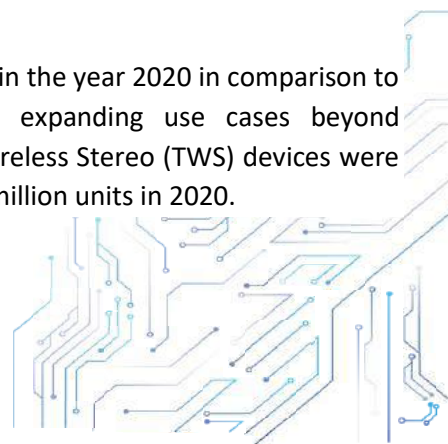 in the year 2020 in comparison to
expanding use cases beyond
reless Stereo (TWS) devices were
million units in 2020.